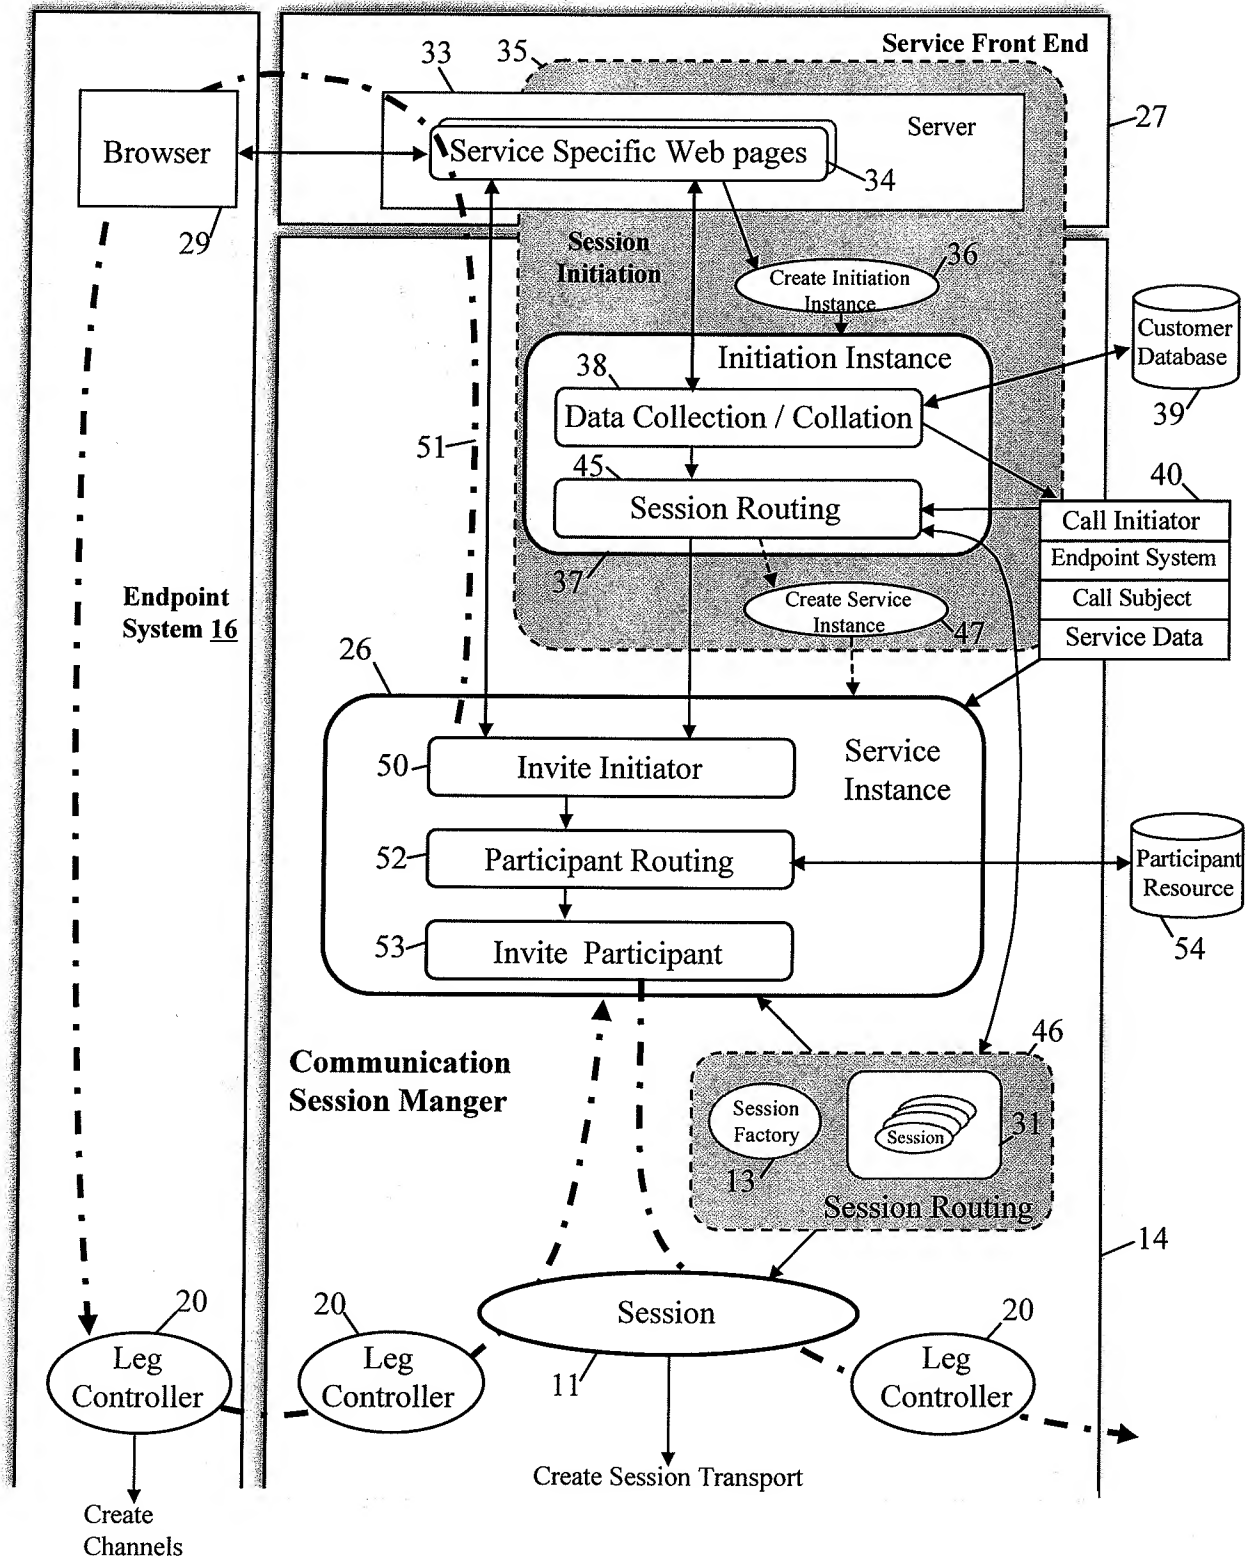 Service Front End
35
33
27
Browser
Server
Service Specific Web pages
34
29
Session
Initiation
36
Create Initiation
Instance
Customer
Database
39
Initiation Instance
38
Data Collection / Collation
51
45
Session Routing
40
Call Initiator
Endpoint System
Call Subject
Service Data
37
Create Service
Instance
47
Endpoint
System 16
26
Service
Instance
50
Invite Initiator
52
Participant Routing
Participant
Resource
54
53
Invite Participant
46
Communication
Session Manger
Session
Factory
13
Session
31
Session Routing
14
20
Leg
Controller
20
Leg
Controller
Session
11
20
Leg
Controller
Create Session Transport
Create
Channels